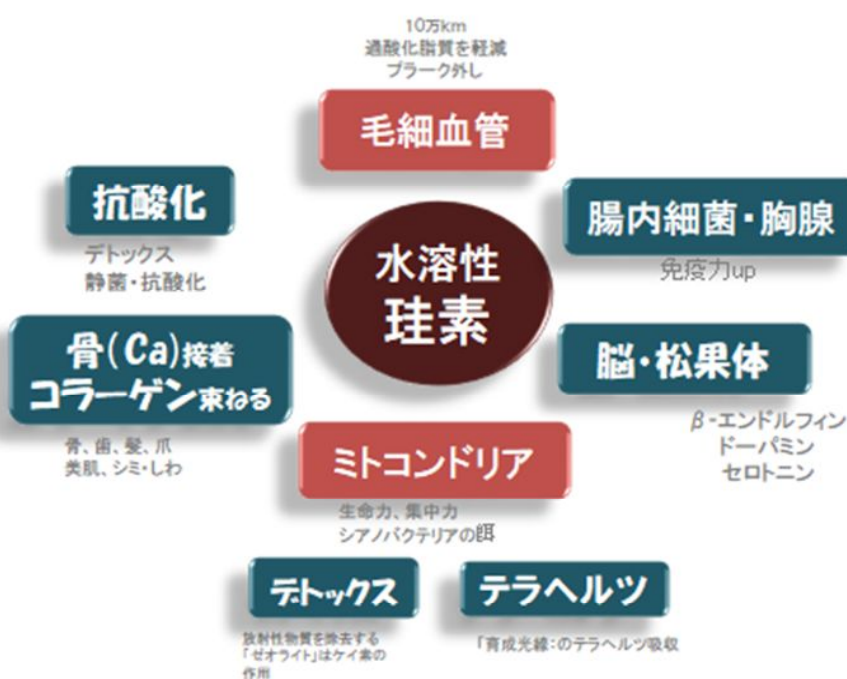 10万km
過酸化脂質を軽減
プラーク外し
毛細血管
抗酸化
デトックス
静菌・抗酸化
腸内細菌・胸腺
免疫力up
水溶性
珪素
骨(Ca)接着
コラーゲン束ねる
骨、歯、髪、爪
美肌、シミ・しわ
脳・松果体
β-エンドルフィン
ドーパミン
セロトニン
ミトコンドリア
生命力、集中力
シアノバクテリアの餌
デトックス
放射性物質を除去する
「ゼオライト」はケイ素の
作用
テラヘルツ
「育成光線:のテラヘルツ吸収